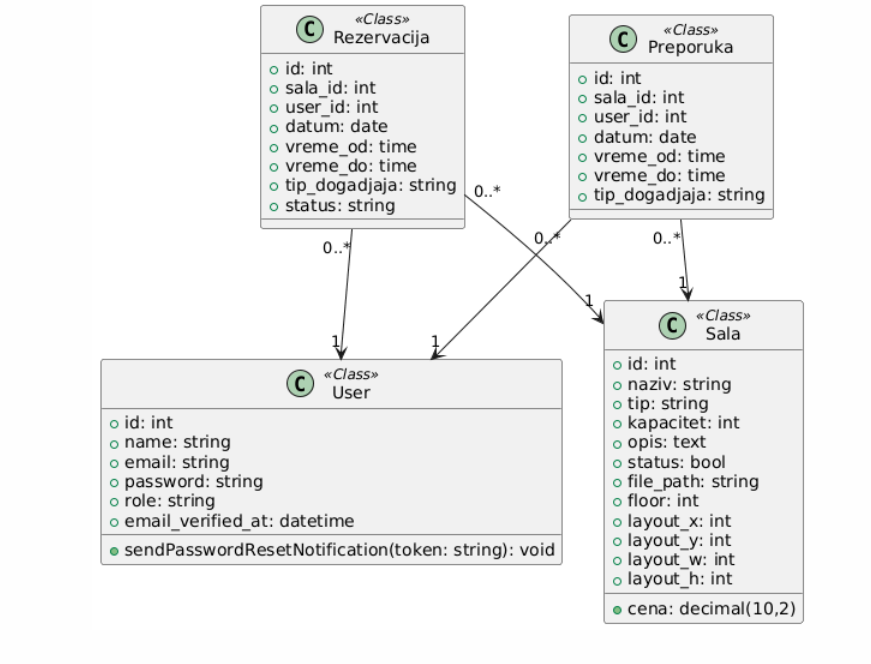 C
«Class»
Rezervacija
id: int
sala_id: int
user_id: int
datum: date
vreme_od: time
vreme_do: time
tip_dogadjaja: string
status: string
C
«Class»
Preporuka
id: int
sala_id: int
user_id: int
datum: date
vreme_od: time
vreme_do: time
tip_dogadjaja: string
0..*
0..*
0..*
0..*
1
1
1
1
C
«Class»
User
id: int
name: string
email: string
password: string
role: string
email_verified_at: datetime
sendPasswordResetNotification(token: string): void
C
«Class»
Sala
id: int
naziv: string
tip: string
kapacitet: int
opis: text
status: bool
file_path: string
floor: int
layout_x: int
layout_y: int
layout_w: int
layout_h: int
cena: decimal(10,2)